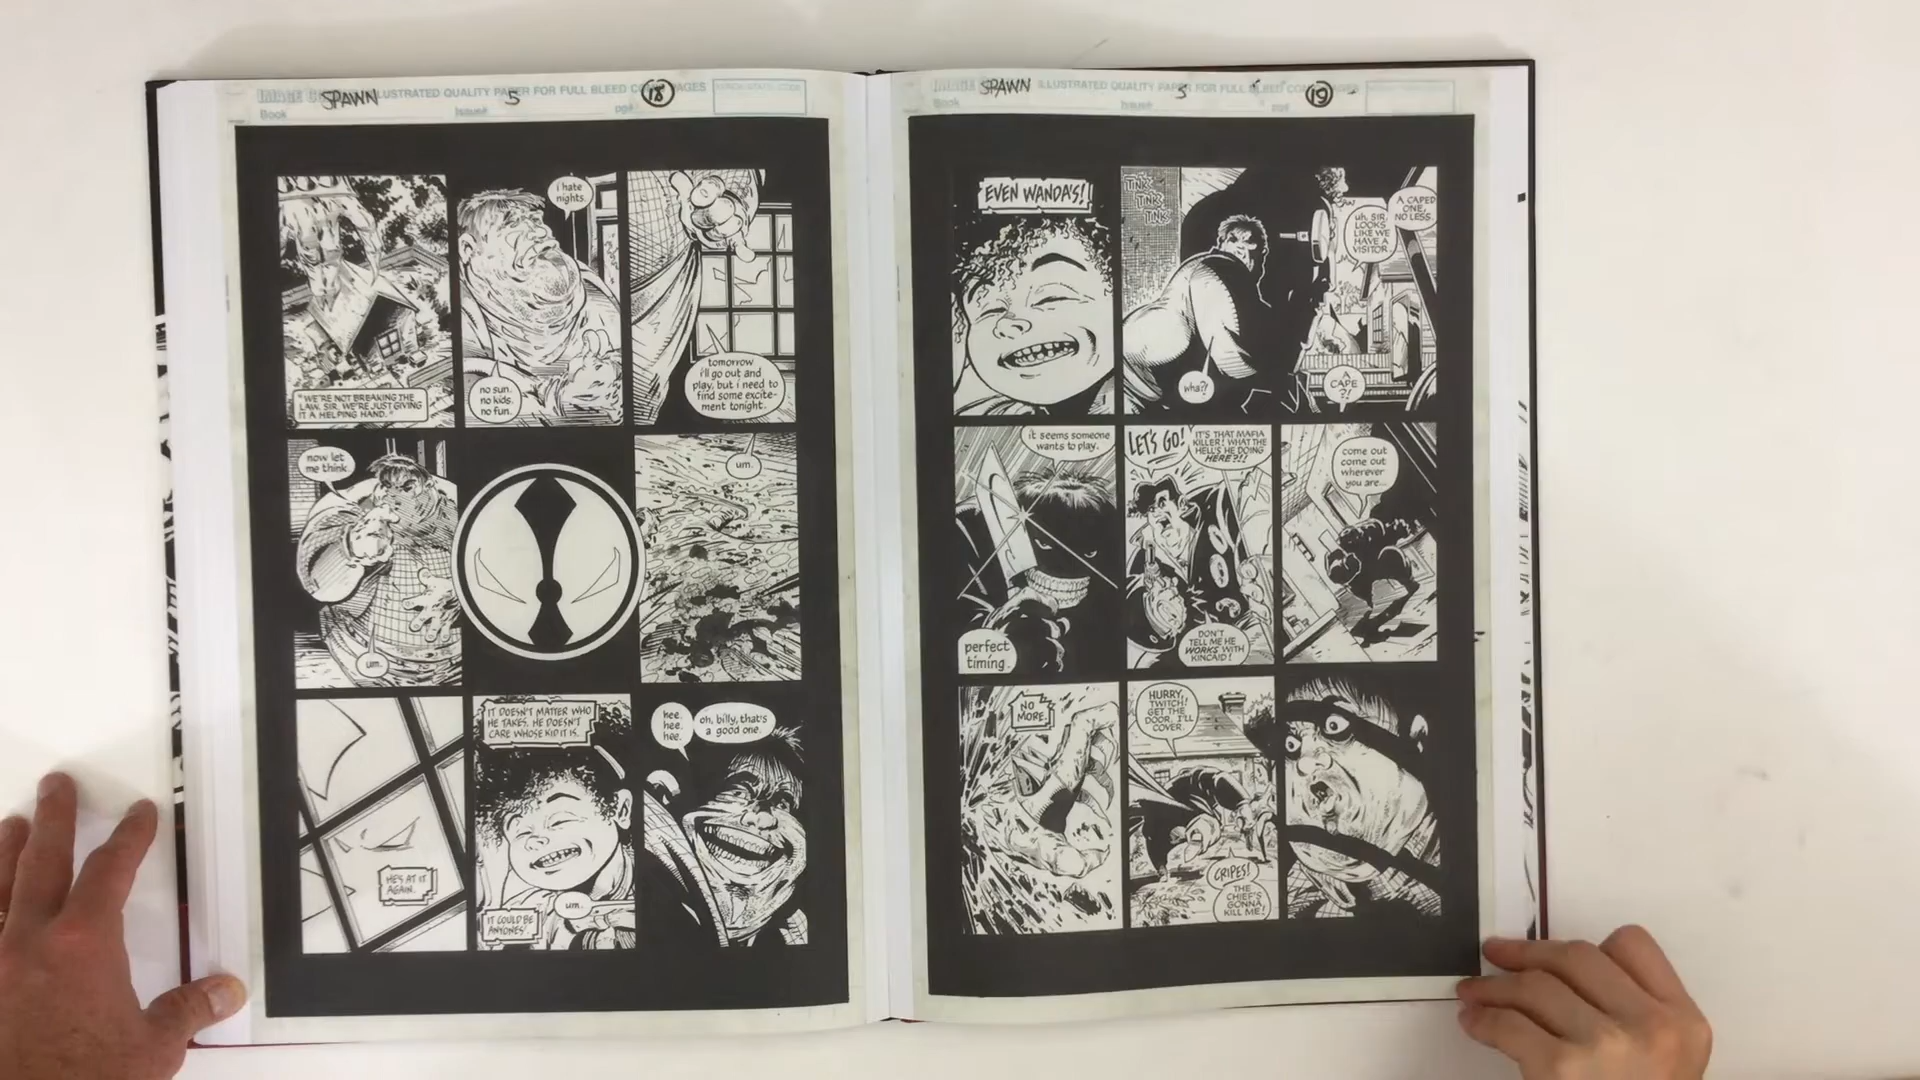 SPAWN
ILLUSTRATED QUALITY PAPER FOR FULL BLEED COMIC PAGES
Book
Issue#
5
pg#
18
i hate
nights.
"WE'RE NOT BREAKING THE
LAW, SIR. WE'RE JUST GIVING
IT A HELPING HAND."
no sun.
no kids.
no fun.
tomorrow
i'll go out and
play, but i need to
find some excite-
ment tonight.
now let
me think.
um.
um.
HE'S AT IT
AGAIN.
IT DOESN'T MATTER WHO
HE TAKES. HE DOESN'T
CARE WHOSE KID IT IS.
IT COULD BE
ANYONES'.
um.
hee.
hee.
hee.
oh, billy, that's
a good one.
IMAGE
SPAWN
ILLUSTRATED QUALITY PAPER FOR FULL BLEED COMIC PAGES
Book
Issue#
5
pg#
19
EVEN WANDA'S!
TINK
TINK
TINK
wha?!
uh, SIR,
LOOKS
LIKE WE
HAVE A
VISITOR.
A CAPED
ONE,
NO LESS.
A
CAPE
?!
it seems someone
wants to play.
perfect
timing.
LET'S GO!
IT'S THAT MAFIA
KILLER! WHAT THE
HELL'S HE DOING
HERE?!!
DON'T
TELL ME HE
WORKS WITH
KINCAID!
come out
come out
wherever
you are...
NO
MORE.
HURRY,
TWITCH!
GET THE
DOOR. I'LL
COVER.
CRIPES!
THE
CHIEF'S
GONNA
KILL ME!